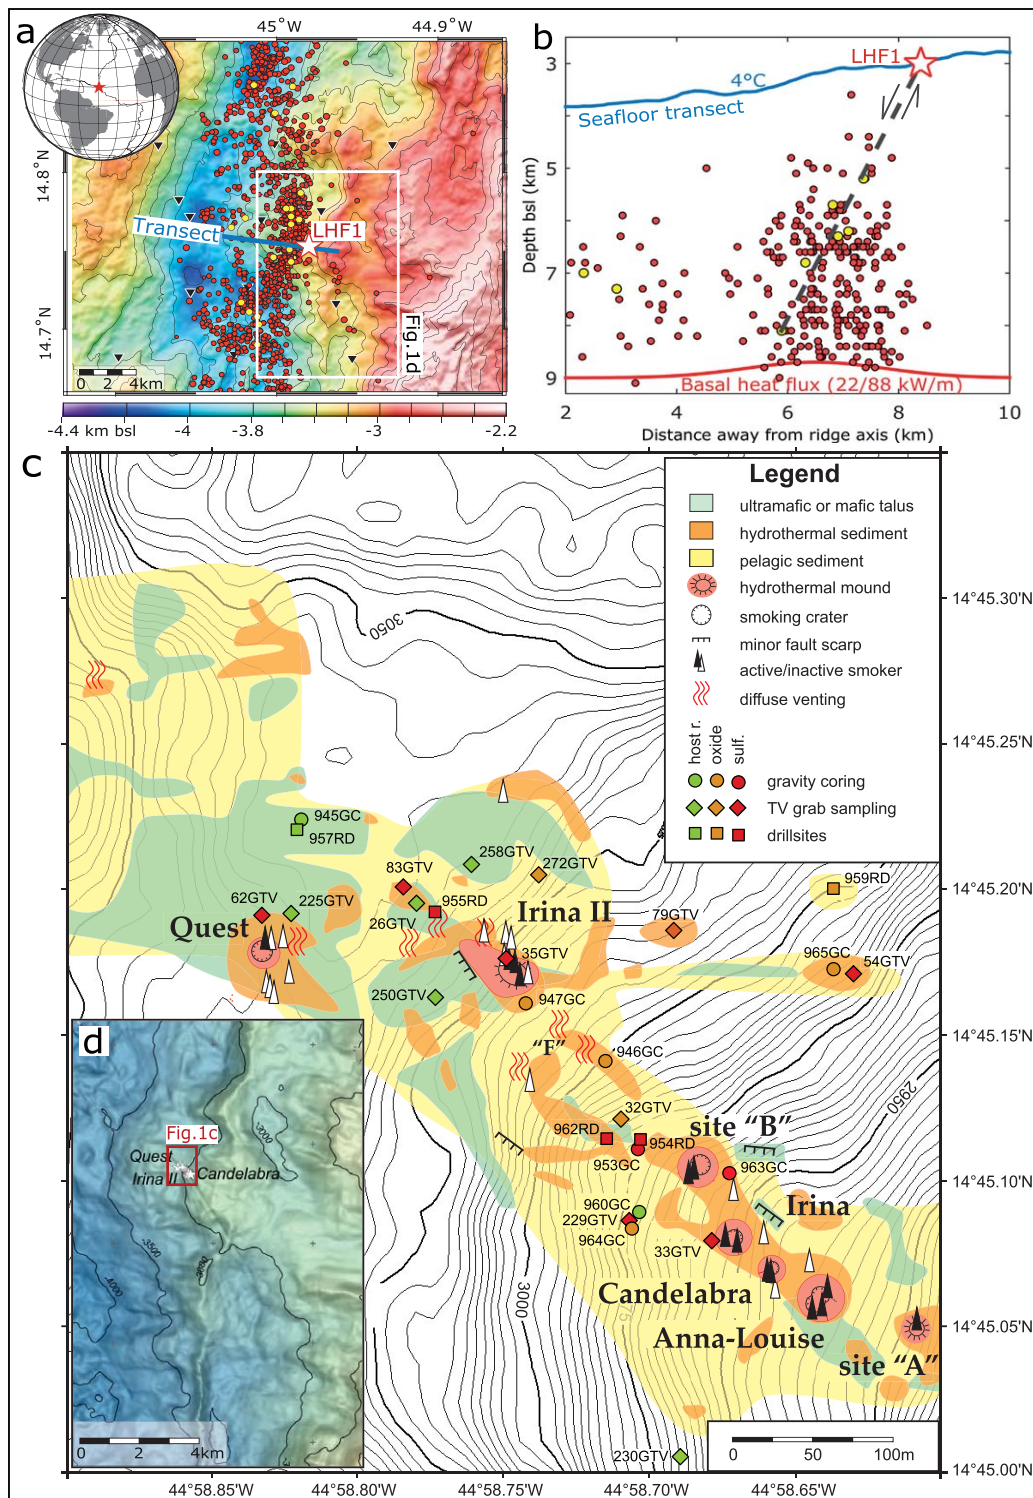 a
45°W
44.9°W
14.8°N
14.7°N
Transect
LHF1
Fig.1d
0 2 4km
-4.4 km bsl -4 -3.8 -3 -2.2
b
LHF1
4°C
Seafloor transect
Depth bsl (km)
3
5
7
9
Basal heat flux (22/88 kW/m)
2 4 6 8 10
Distance away from ridge axis (km)
c
Legend
ultramafic or mafic talus
hydrothermal sediment
pelagic sediment
hydrothermal mound
smoking crater
minor fault scarp
active/inactive smoker
diffuse venting
host r.
oxide
sulf.
gravity coring
TV grab sampling
drillsites
3050
14°45.30'N
14°45.25'N
14°45.20'N
14°45.15'N
14°45.10'N
14°45.05'N
14°45.00'N
945GC
957RD
83GTV
258GTV
272GTV
62GTV
225GTV
26GTV
955RD
Quest
Irina II
35GTV
79GTV
959RD
965GC
54GTV
250GTV
947GC
"F"
946GC
32GTV
962RD
954RD
953GC
site "B"
963GC
960GC
229GTV
964GC
33GTV
Irina
Candelabra
Anna-Louise
site "A"
2950
3000
75
230GTV
0 50 100m
d
Fig.1c
Quest
Irina II
Candelabra
-3000
-3500
-4000
0 2 4km
44°58.85'W 44°58.80'W 44°58.75'W 44°58.70'W 44°58.65'W